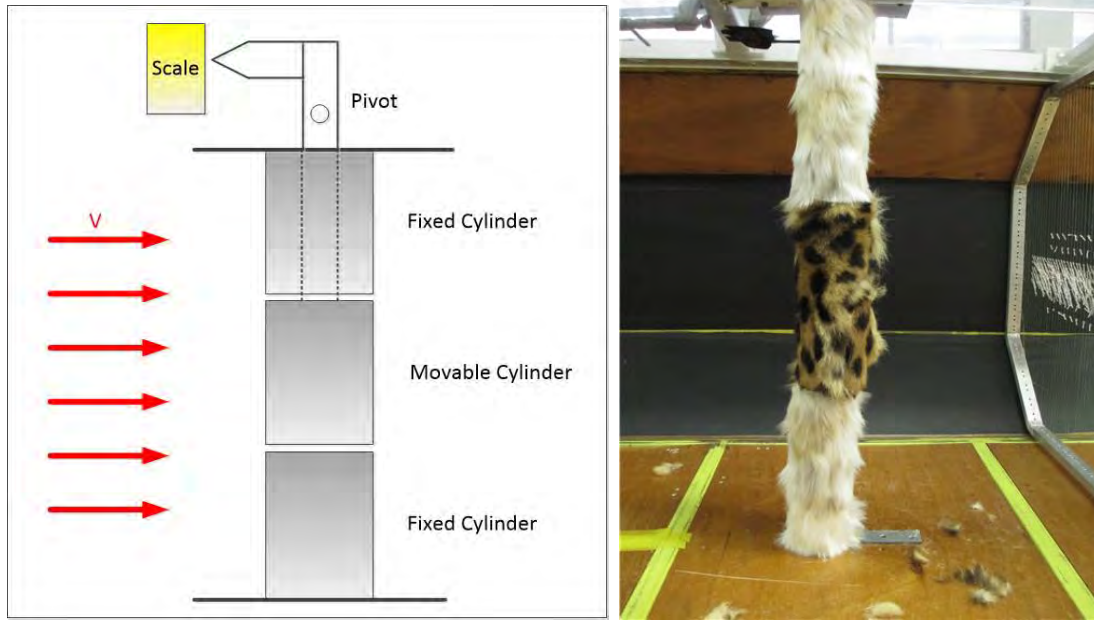 Scale
Pivot
Fixed Cylinder
V
Movable Cylinder
Fixed Cylinder